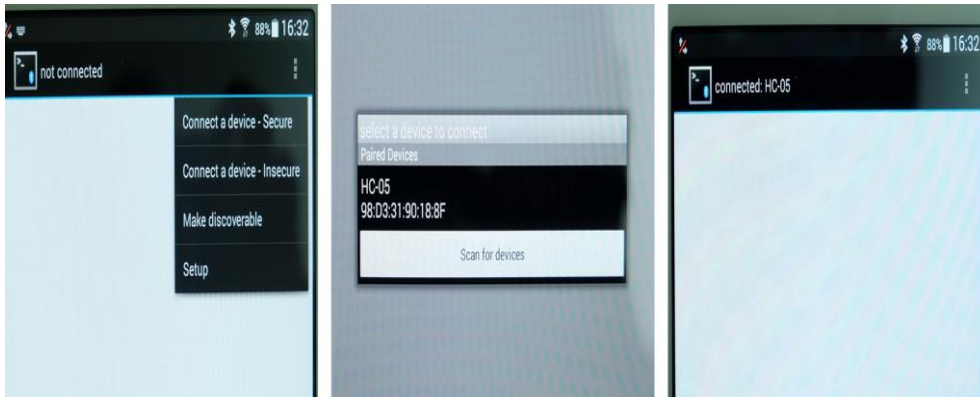 88% 16:32
not connected
Connect a device - Secure
Connect a device - Insecure
Make discoverable
Setup
select a device to connect
Paired Devices
HC-05
98:D3:31:90:18:8F
Scan for devices
88% 16:32
connected: HC-05